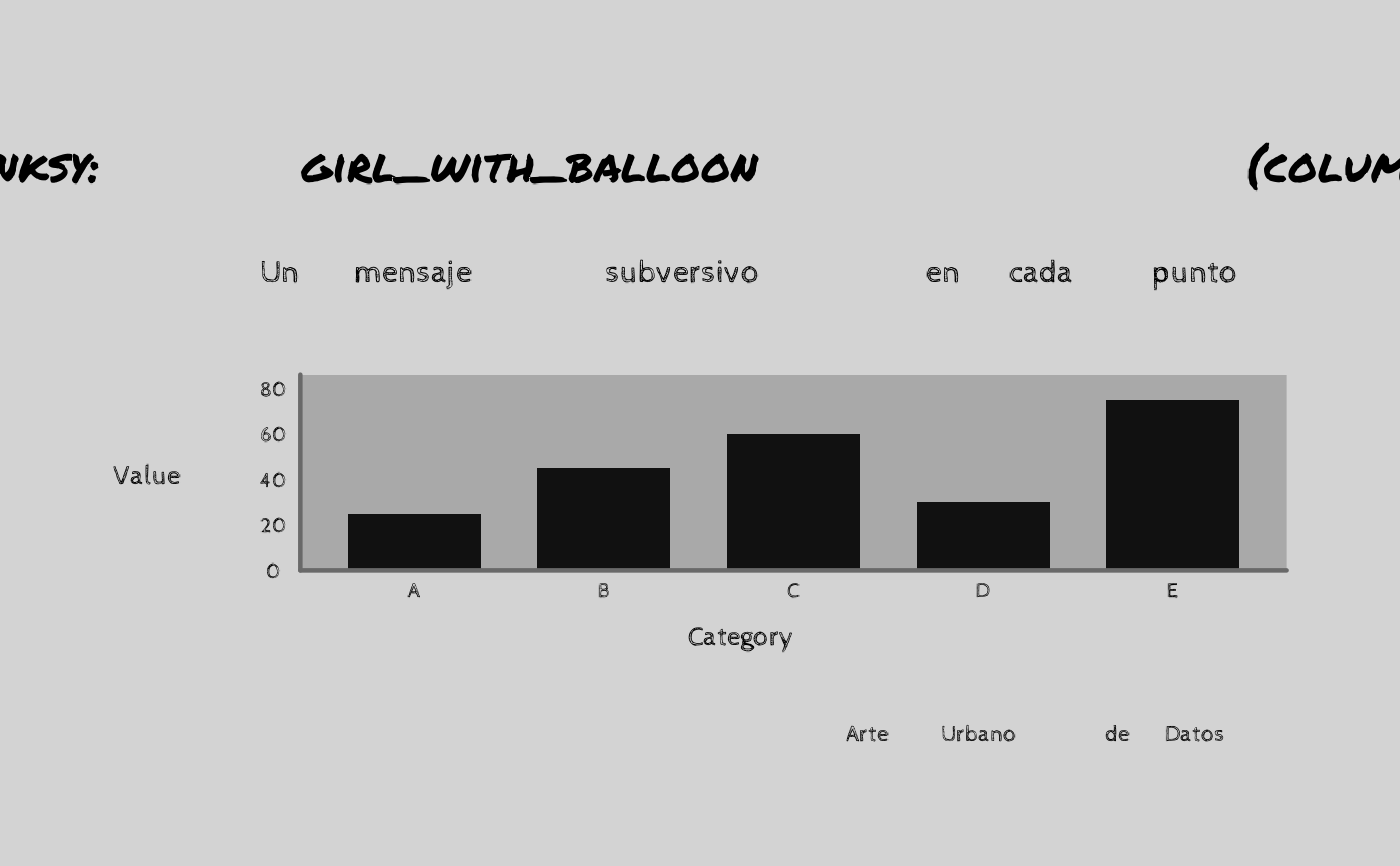 NKSY: GIRL_WITH_BALLOON (COLUM
Un mensaje subversivo en cada punto
80
60
40
20
0
Value
A B C D E
Category
Arte Urbano de Datos